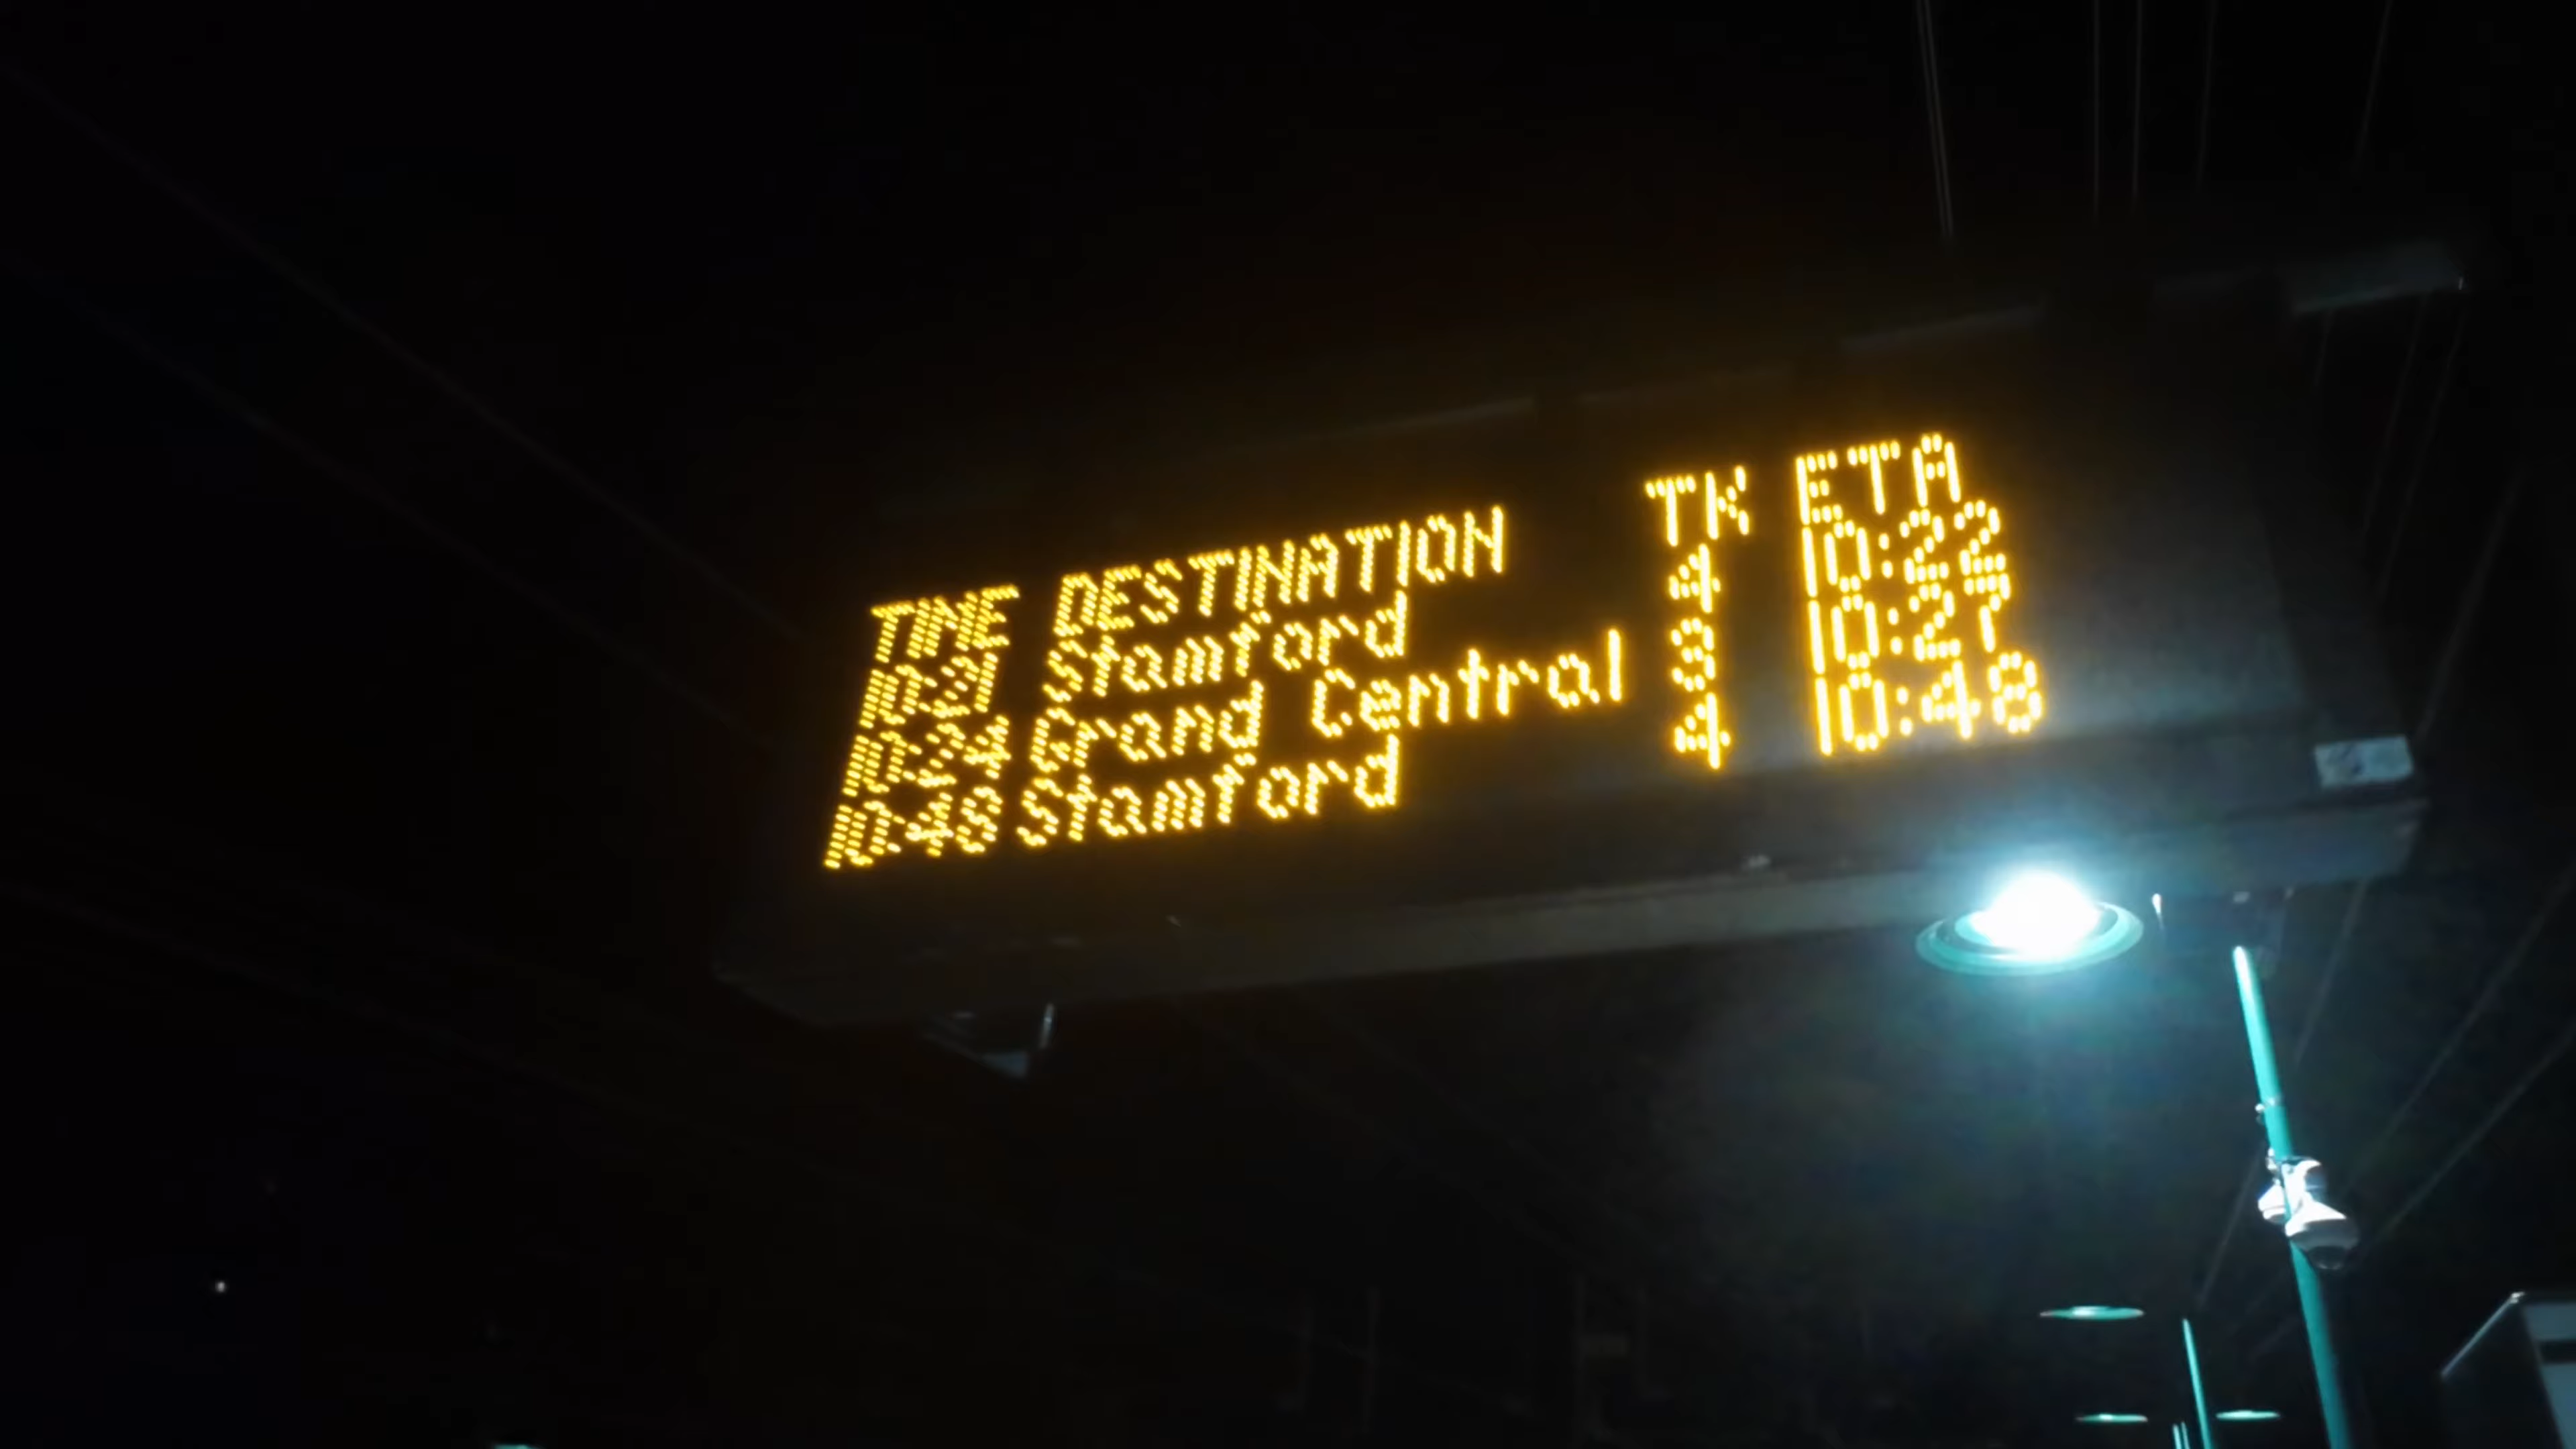 TIME DESTINATION TK ETA
10:21 Stamford 4 10:22
10:24 Grand Central 3 10:27
10:48 Stamford 4 10:48